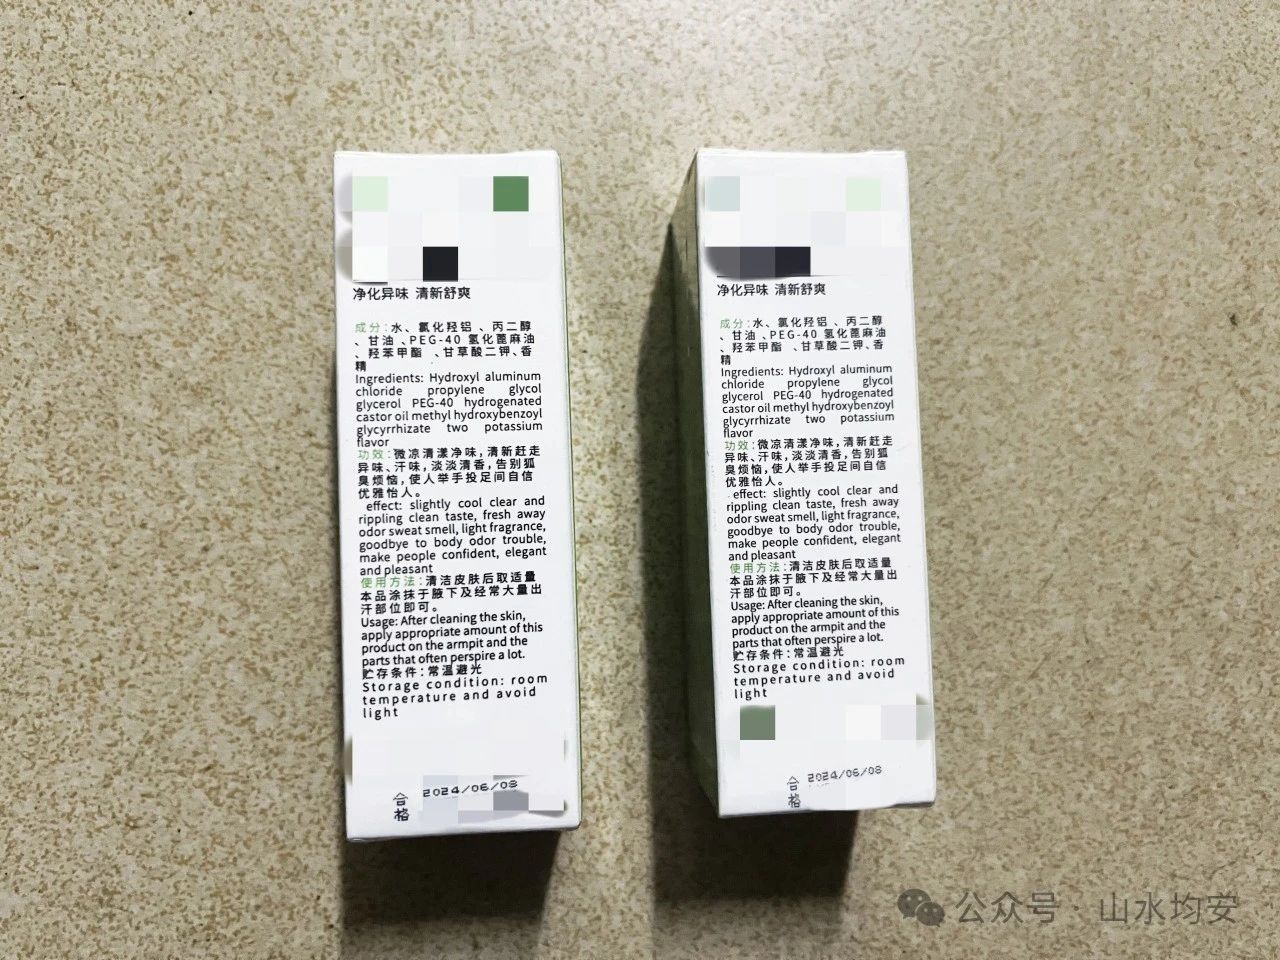 净化异味 清新舒爽
成分：水、氯化羟铝 、丙二醇
、甘油 、PEG-40 氢化蓖麻油
、羟苯甲酯 、甘草酸二钾、香
精
Ingredients: Hydroxyl aluminum
chloride propylene glycol
glycerol PEG-40 hydrogenated
castor oil methyl hydroxybenzoyl
glycyrrhizate two potassium
flavor
功效：微凉清漾净味，清新赶走
异味、汗味，淡淡清香，告别狐
臭烦恼，使人举手投足间自信
优雅怡人。
effect: slightly cool clear and
rippling clean taste, fresh away
odor sweat smell, light fragrance,
goodbye to body odor trouble,
make people confident, elegant
and pleasant
使用方法：清洁皮肤后取适量
本品涂抹于腋下及经常大量出
汗部位即可。
Usage: After cleaning the skin,
apply appropriate amount of this
product on the armpit and the
parts that often perspire a lot.
贮存条件：常温避光
Storage condition: room
temperature and avoid
light
合格
2024/06/08
净化异味 清新舒爽
成分：水、氯化羟铝 、丙二醇
、甘油 、PEG-40 氢化蓖麻油
、羟苯甲酯 、甘草酸二钾、香
精
Ingredients: Hydroxyl aluminum
chloride propylene glycol
glycerol PEG-40 hydrogenated
castor oil methyl hydroxybenzoyl
glycyrrhizate two potassium
flavor
功效：微凉清漾净味，清新赶走
异味、汗味，淡淡清香，告别狐
臭烦恼，使人举手投足间自信
优雅怡人。
effect: slightly cool clear and
rippling clean taste, fresh away
odor sweat smell, light fragrance,
goodbye to body odor trouble,
make people confident, elegant
and pleasant
使用方法：清洁皮肤后取适量
本品涂抹于腋下及经常大量出
汗部位即可。
Usage: After cleaning the skin,
apply appropriate amount of this
product on the armpit and the
parts that often perspire a lot.
贮存条件：常温避光
Storage condition: room
temperature and avoid
light
合格
2024/06/08
公众号 · 山水均安